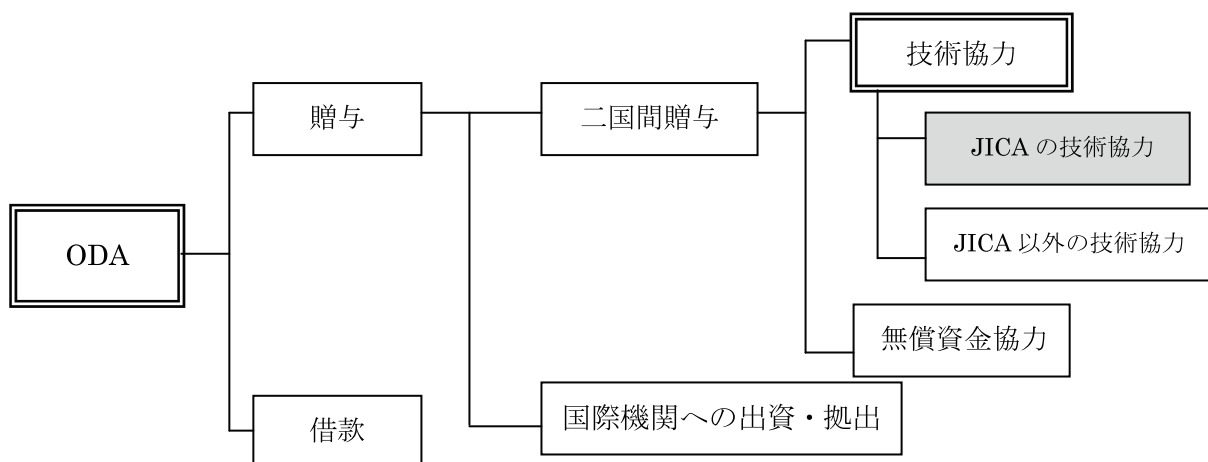 ODA
贈与
借款
二国間贈与
国際機関への出資・拠出
技術協力
JICA の技術協力
JICA 以外の技術協力
無償資金協力